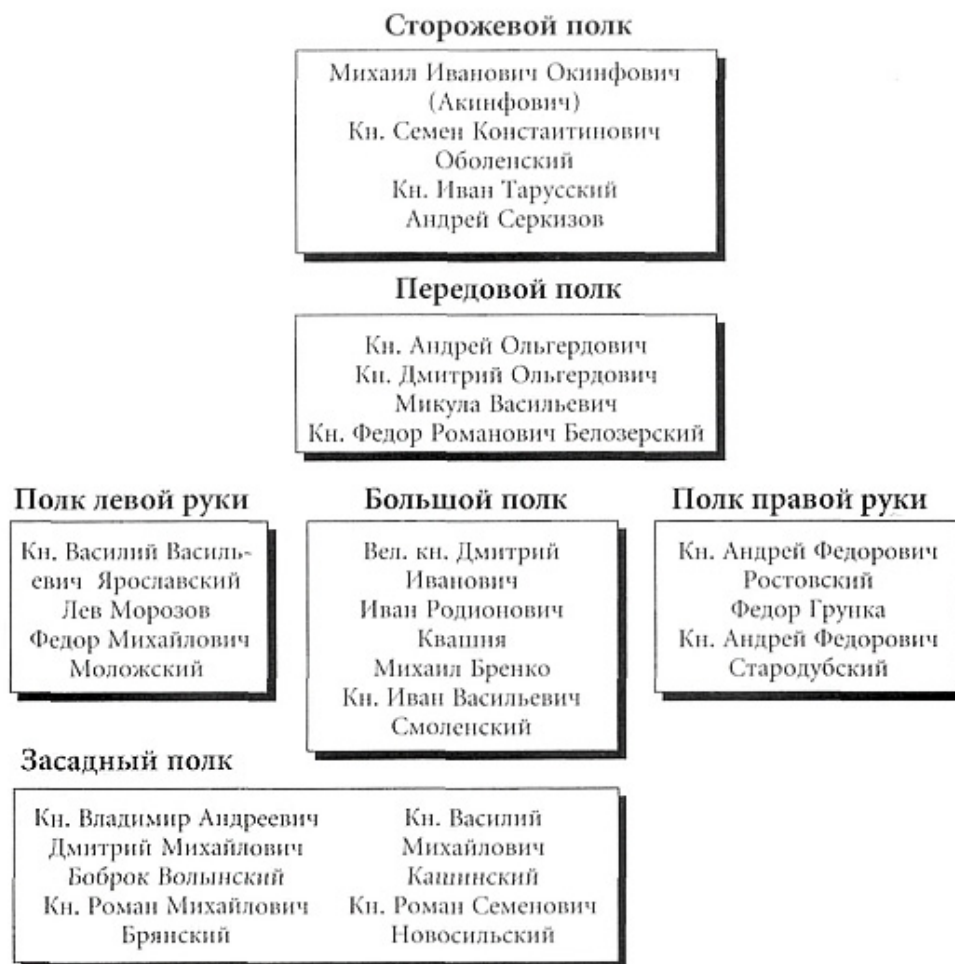 Сторожевой полк
Михаил Иванович Окинфович
(Акинфович)
Кн. Семен Константинович
Оболенский
Кн. Иван Тарусский
Андрей Серкизов
Передовой полк
Кн. Андрей Ольгердович
Кн. Дмитрий Ольгердович
Микула Васильевич
Кн. Федор Романович Белозерский
Полк левой руки
Кн. Василий Василь-
евич Ярославский
Лев Морозов
Федор Михайлович
Моложский
Большой полк
Вел. кн. Дмитрий
Иванович
Иван Родионович
Квашня
Михаил Бренко
Кн. Иван Васильевич
Смоленский
Полк правой руки
Кн. Андрей Федорович
Ростовский
Федор Грунка
Кн. Андрей Федорович
Стародубский
Засадный полк
Кн. Владимир Андреевич
Дмитрий Михайлович
Боброк Волынский
Кн. Роман Михайлович
Брянский
Кн. Василий
Михайлович
Кашинский
Кн. Роман Семенович
Новосильский